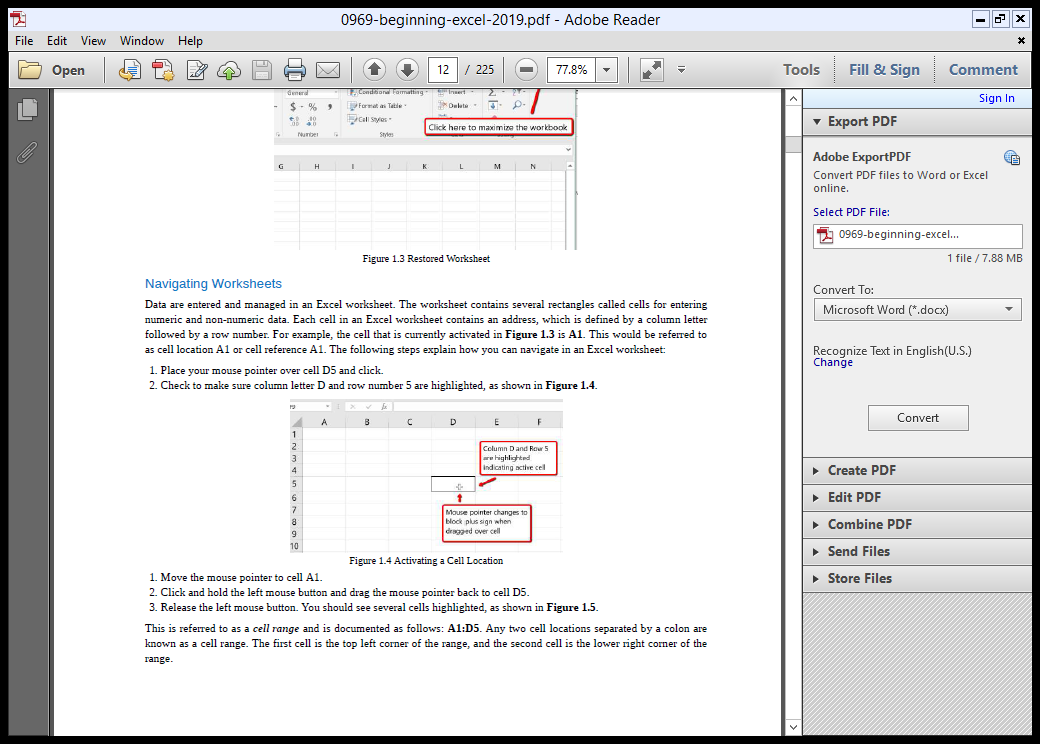 0969-beginning-excel-2019.pdf - Adobe Reader
File Edit View Window Help
Open 12 / 225 77.8% Tools Fill & Sign Comment
Sign In
General Conditional Formatting Insert
$ - % , Format as Table Delete
Cell Styles
Number Styles
Click here to maximize the workbook
G H I J K L M N
Figure 1.3 Restored Worksheet
Navigating Worksheets
Data are entered and managed in an Excel worksheet. The worksheet contains several rectangles called cells for entering
numeric and non-numeric data. Each cell in an Excel worksheet contains an address, which is defined by a column letter
followed by a row number. For example, the cell that is currently activated in Figure 1.3 is A1. This would be referred to
as cell location A1 or cell reference A1. The following steps explain how you can navigate in an Excel worksheet:
1. Place your mouse pointer over cell D5 and click.
2. Check to make sure column letter D and row number 5 are highlighted, as shown in Figure 1.4.
fx
A B C D E F
1
2
3
4
5
6
7
8
9
10
Column D and Row 5
are highlighted
indicating active cell
Mouse pointer changes to
block plus sign when
dragged over cell
Figure 1.4 Activating a Cell Location
1. Move the mouse pointer to cell A1.
2. Click and hold the left mouse button and drag the mouse pointer back to cell D5.
3. Release the left mouse button. You should see several cells highlighted, as shown in Figure 1.5.
This is referred to as a cell range and is documented as follows: A1:D5. Any two cell locations separated by a colon are
known as a cell range. The first cell is the top left corner of the range, and the second cell is the lower right corner of the
range.
Export PDF
Adobe ExportPDF
Convert PDF files to Word or Excel
online.
Select PDF File:
0969-beginning-excel...
1 file / 7.88 MB
Convert To:
Microsoft Word (*.docx)
Recognize Text in English(U.S.)
Change
Convert
Create PDF
Edit PDF
Combine PDF
Send Files
Store Files